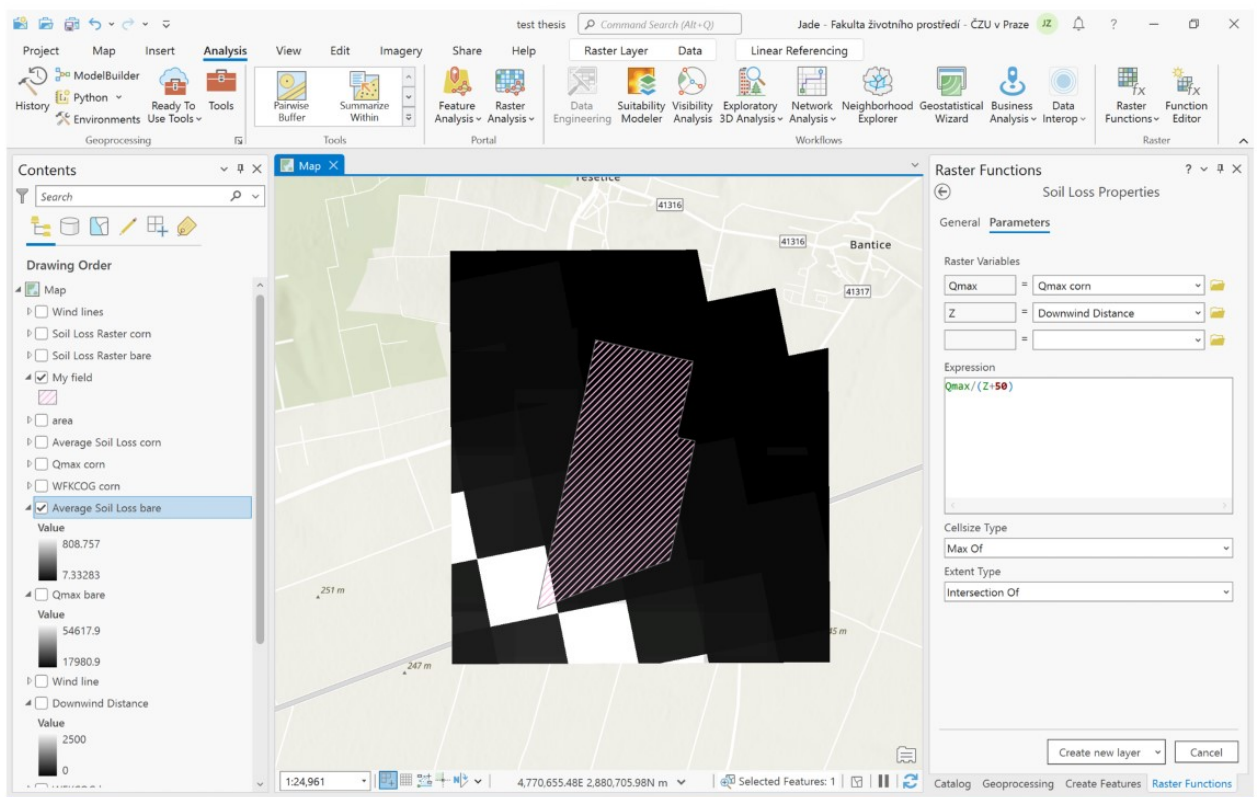 test thesis
Command Search (Alt+Q)
Jade - Fakulta životního prostředí - ČZU v Praze
JZ
?
Project Map Insert Analysis View Edit Imagery Share Help Raster Layer Data Linear Referencing
History
ModelBuilder
Python
Environments
Ready To Use Tools
Tools
Geoprocessing
Pairwise Buffer
Summarize Within
Tools
Feature Analysis
Raster Analysis
Portal
Data Engineering
Suitability Modeler
Visibility Analysis
Exploratory 3D Analysis
Network Analysis
Neighborhood Explorer
Geostatistical Wizard
Business Analysis
Data Interop
Workflows
Raster Functions
Function Editor
Raster
Contents
Search
Drawing Order
Map
Wind lines
Soil Loss Raster corn
Soil Loss Raster bare
My field
area
Average Soil Loss corn
Qmax corn
WFKCOG corn
Average Soil Loss bare
Value
808.757
7.33283
Qmax bare
Value
54617.9
17980.9
Wind line
Downwind Distance
Value
2500
0
Map
41316
41316
Bantice
41317
251 m
247 m
1:24,961
4,770,655.48E 2,880,705.98N m
Selected Features: 1
Raster Functions
?
Soil Loss Properties
General Parameters
Raster Variables
Qmax = Qmax corn
Z = Downwind Distance
=
Expression
Qmax/(Z+50)
Cellsize Type
Max Of
Extent Type
Intersection Of
Create new layer
Cancel
Catalog Geoprocessing Create Features Raster Functions